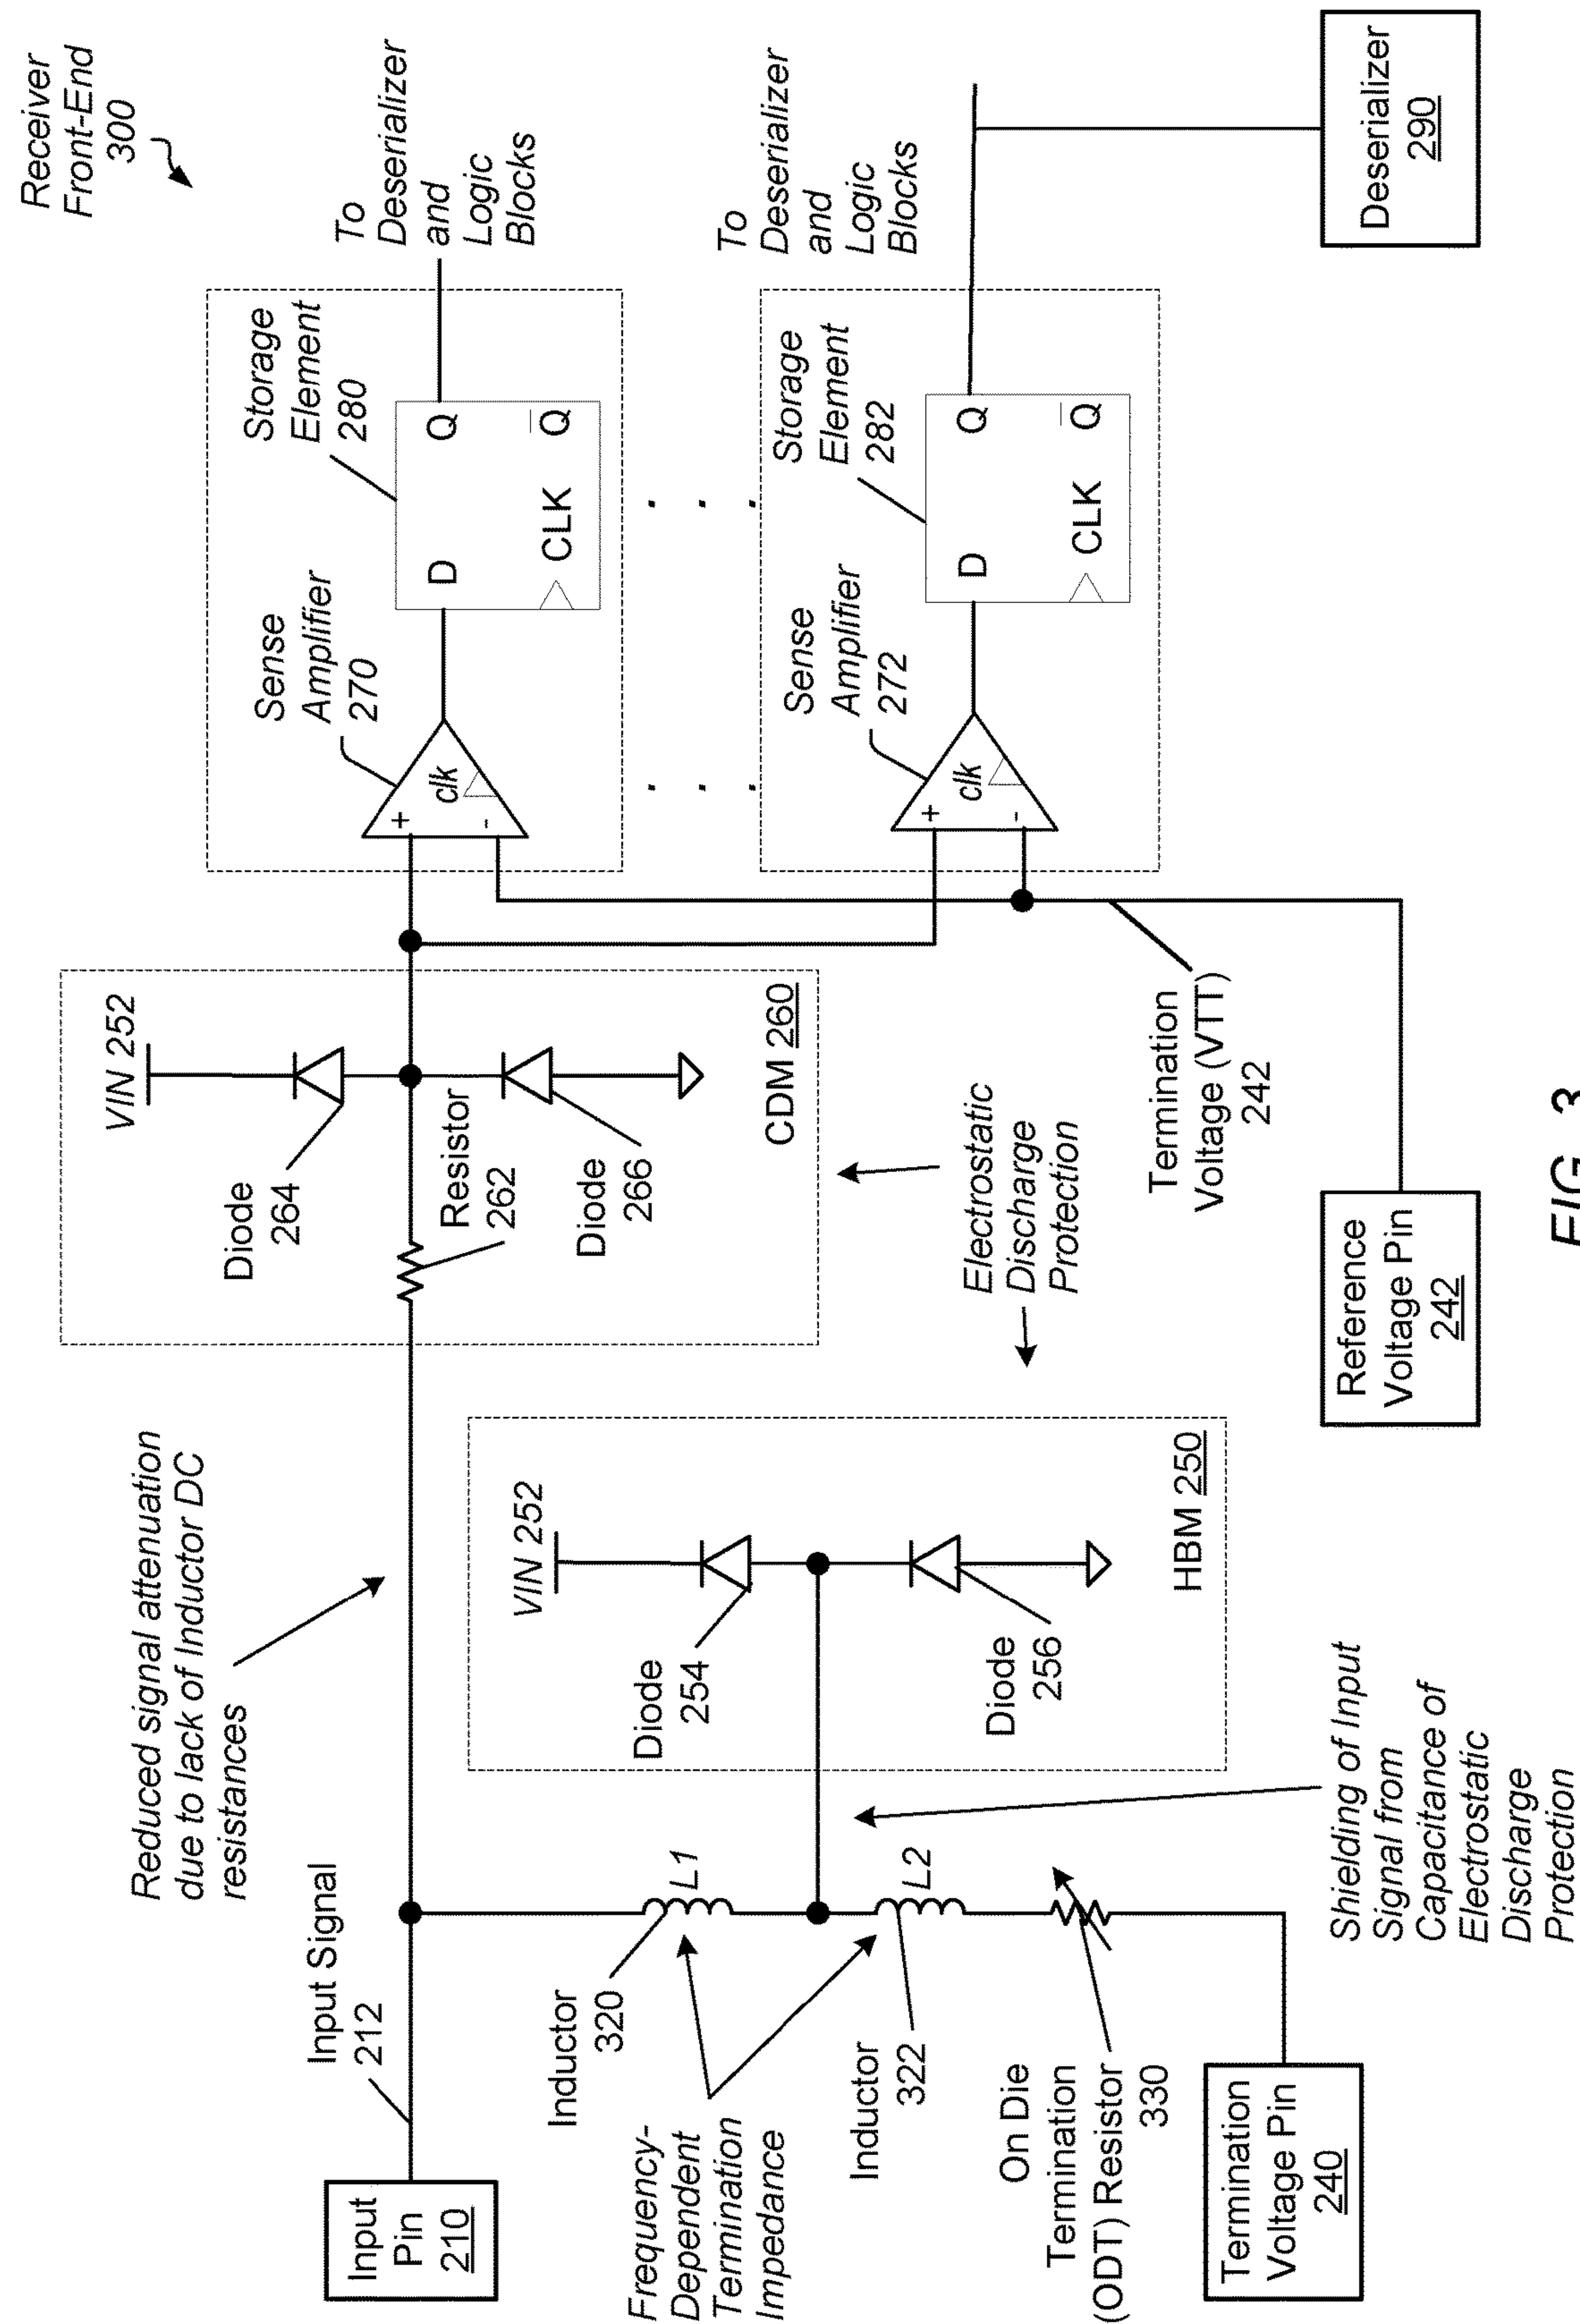 Receiver
Front-End
300
Reduced signal attenuation
due to lack of Inductor DC
resistances
Input Signal
212
Input
Pin
210
VIN 252
Diode
264
Resistor
262
Diode
266
CDM 260
Sense
Amplifier
270
+
-
clk
Storage
Element
280
D
Q
CLK
Q̅
To
Deserializer
and
Logic
Blocks
. . .
. . .
Sense
Amplifier
272
+
-
clk
Storage
Element
282
D
Q
CLK
Q̅
To
Deserializer
and
Logic
Blocks
Inductor
320
L1
Frequency-
Dependent
Termination
Impedance
Inductor
322
L2
On Die
Termination
(ODT) Resistor
330
Termination
Voltage Pin
240
VIN 252
Diode
254
Diode
256
HBM 250
Electrostatic
Discharge
Protection
Shielding of Input
Signal from
Capacitance of
Electrostatic
Discharge
Protection
Termination
Voltage (VTT)
242
Reference
Voltage Pin
242
Deserializer
290
FIG. 3